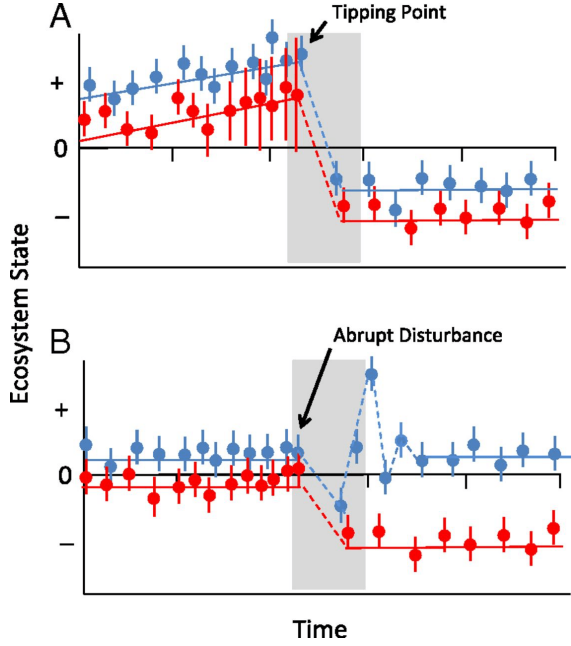 A
Tipping Point
+
0
–
Ecosystem State
B
Abrupt Disturbance
+
0
–
Time